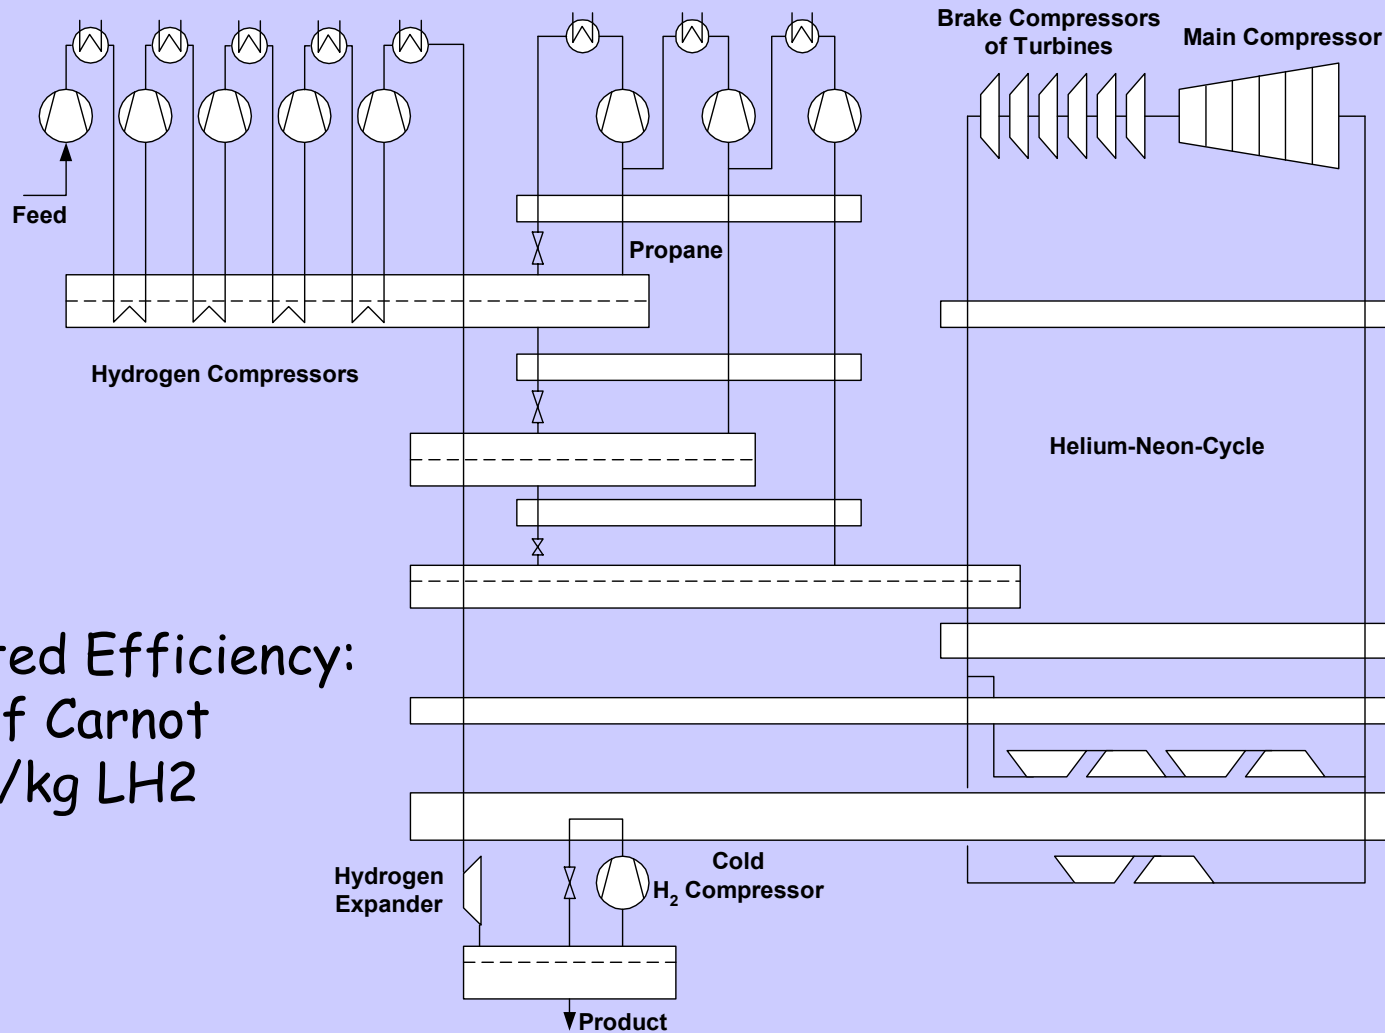 Brake Compressors
of Turbines
Main Compressor
Feed
Propane
Hydrogen Compressors
Helium-Neon-Cycle
Efficiency:
Carnot
/kg LH2
Hydrogen
Expander
Cold
H₂ Compressor
Product